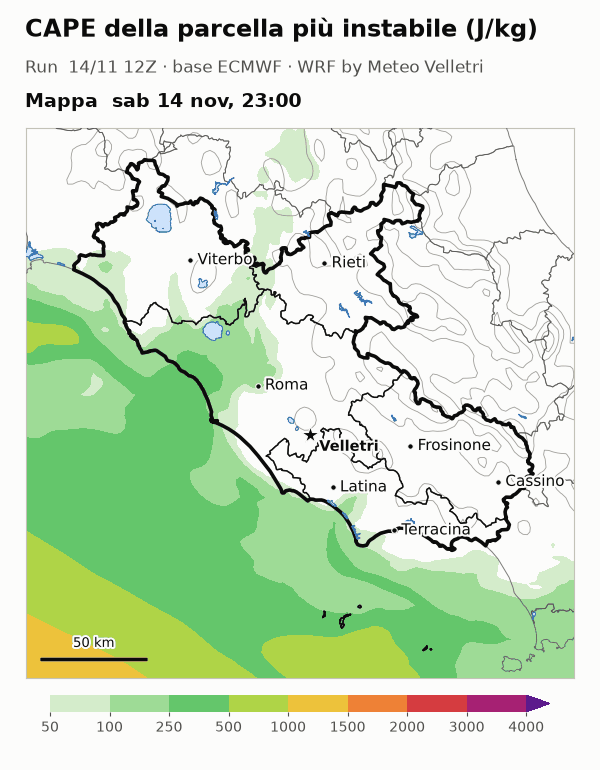 CAPE della parcella più instabile (J/kg)
Run  14/11 12Z · base ECMWF · WRF by Meteo Velletri
Mappa  sab 14 nov, 23:00
Viterbo
Rieti
Roma
Velletri
Frosinone
Cassino
Latina
Terracina
50 km
50 100 250 500 1000 1500 2000 3000 4000